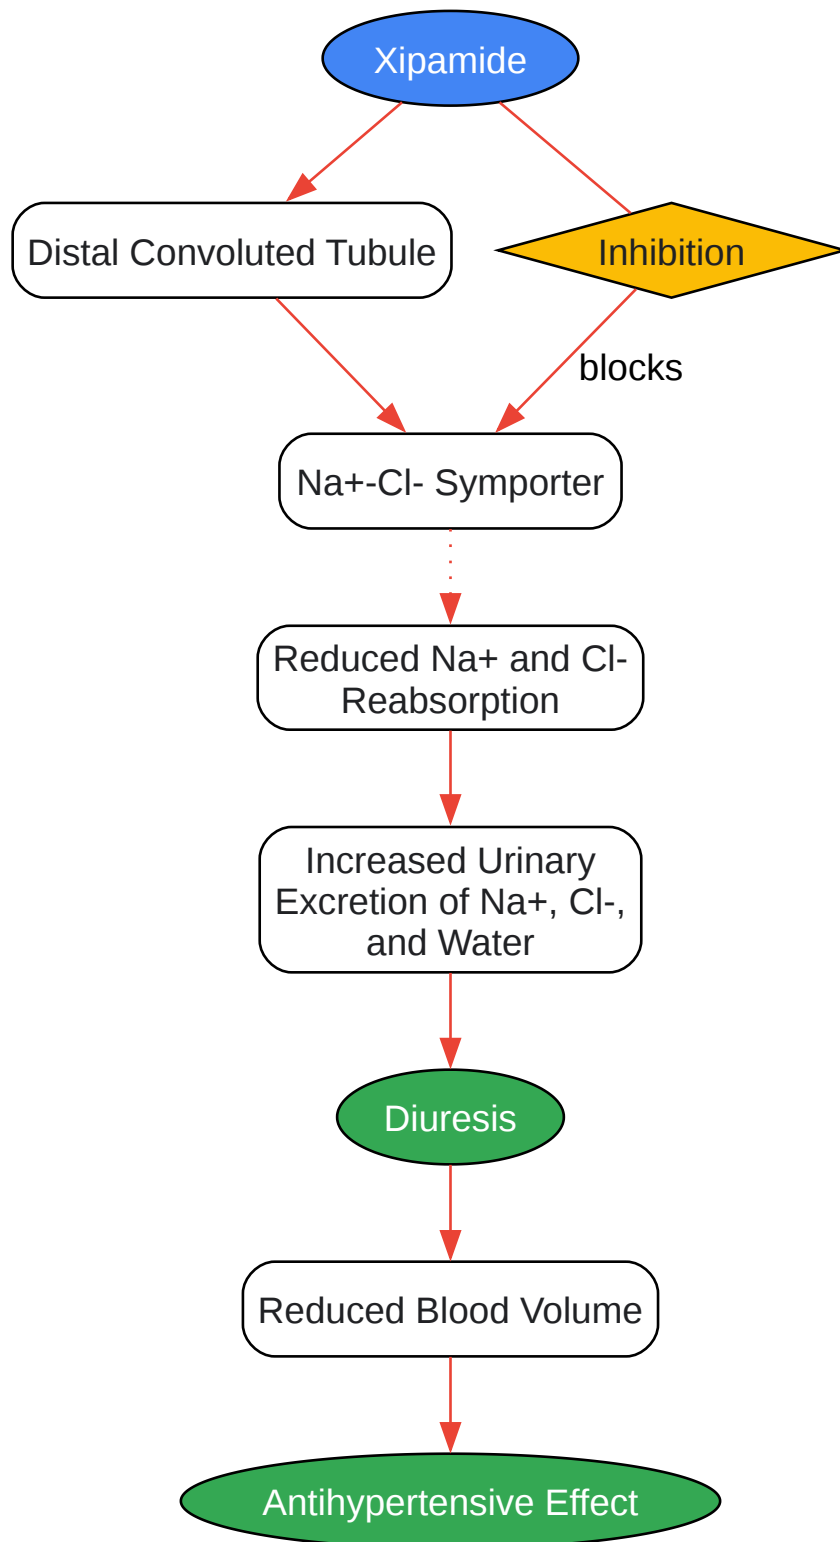 Xipamide
Distal Convoluted Tubule
Inhibition
blocks
Na+-Cl- Symporter
Reduced Na+ and Cl-
Reabsorption
Increased Urinary
Excretion of Na+, Cl-,
and Water
Diuresis
Reduced Blood Volume
Antihypertensive Effect